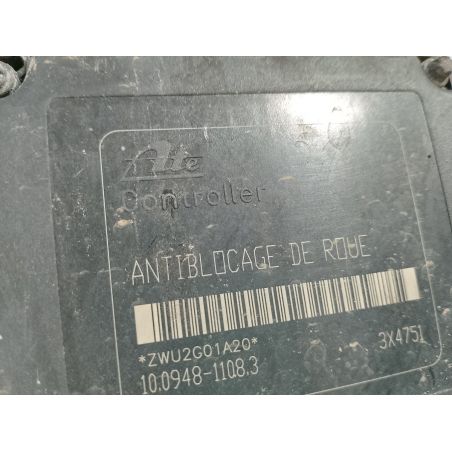 Ate
Controller
ANTIBLOCAGE DE ROUE
*ZWU2G01A20*
3X4751
10.0948-1108.3